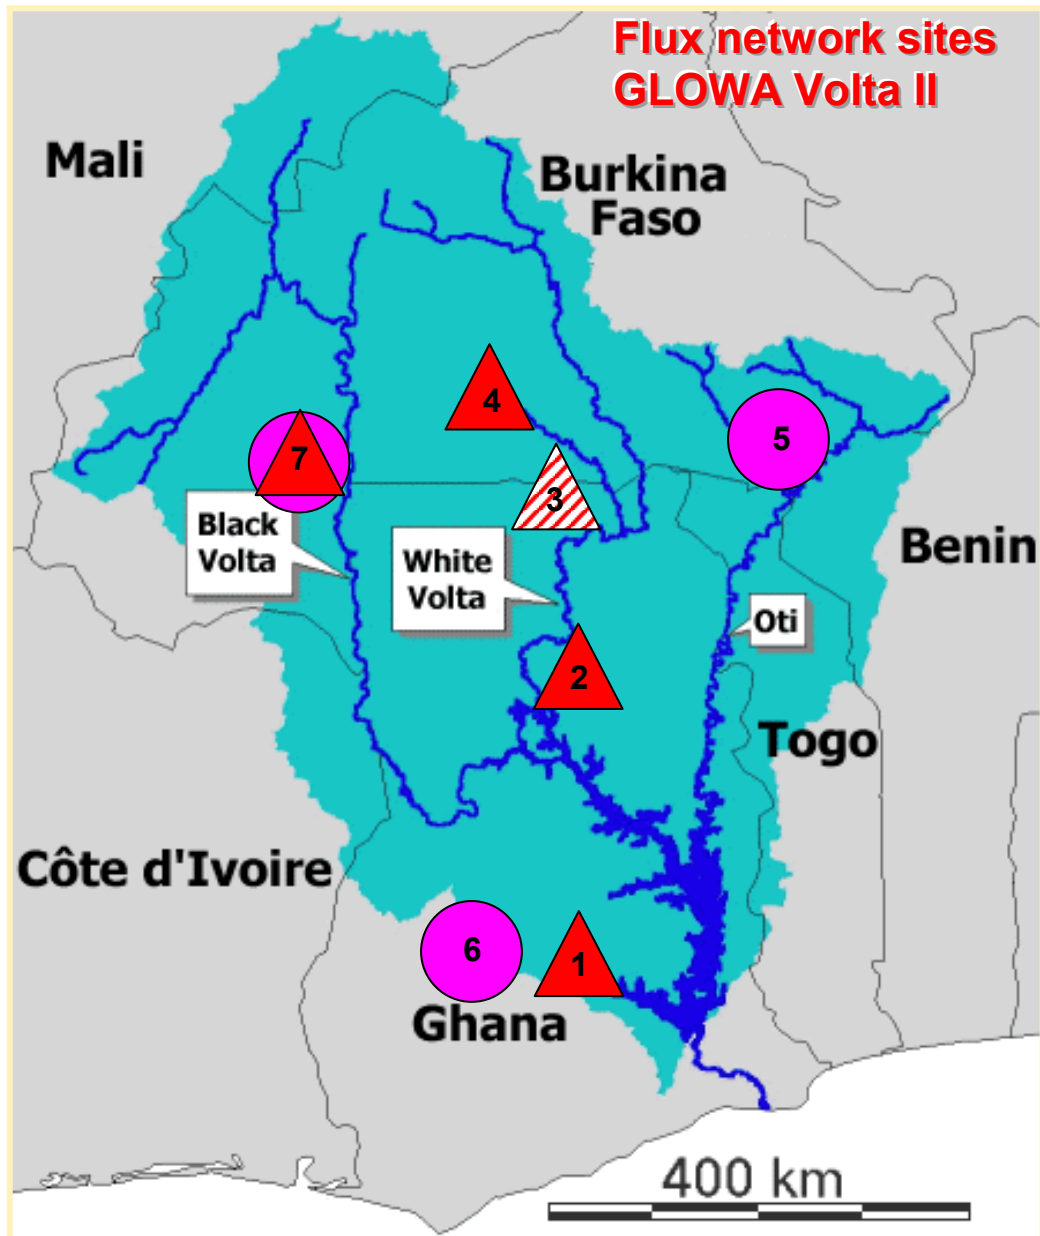 Flux network sites
GLOWA Volta II
Mali
Burkina
Faso
4
5
7
3
Black
Volta
White
Volta
Benin
Oti
2
Togo
Côte d'Ivoire
6
1
Ghana
400 km